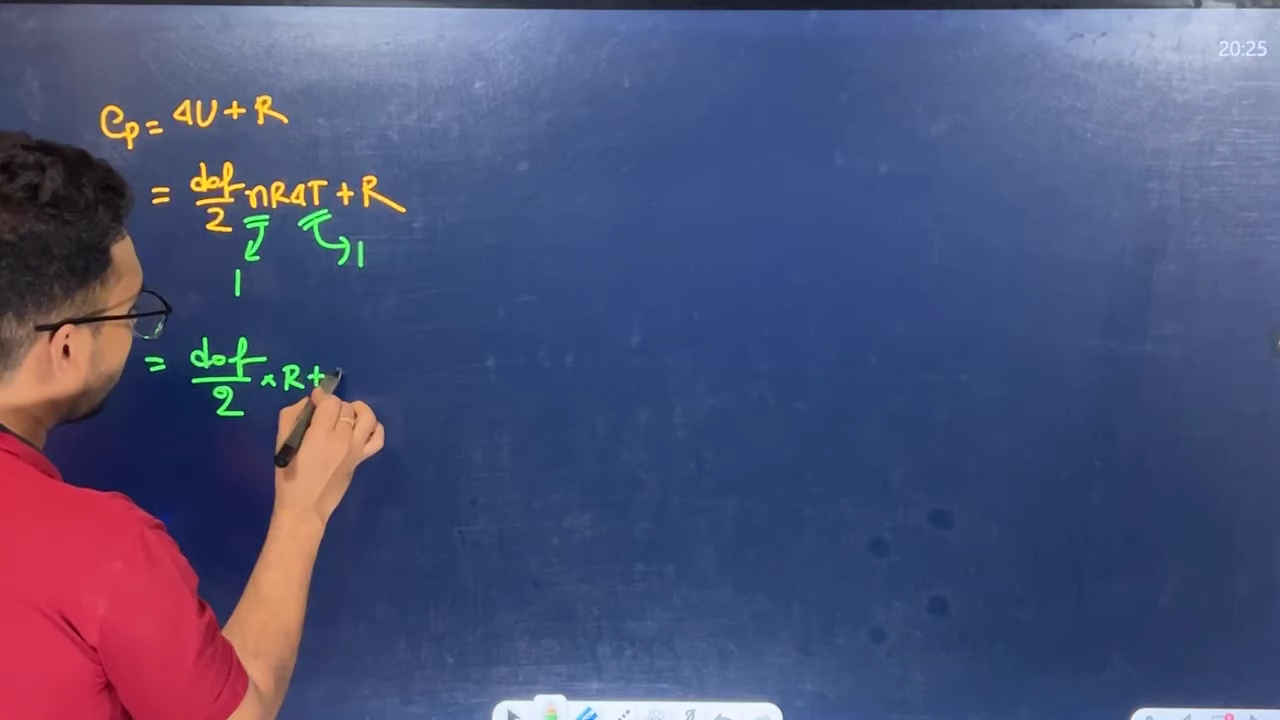 20:25
Cp = ΔU + R
= dof/2 nRΔT + R
1
1
= dof/2 × R +